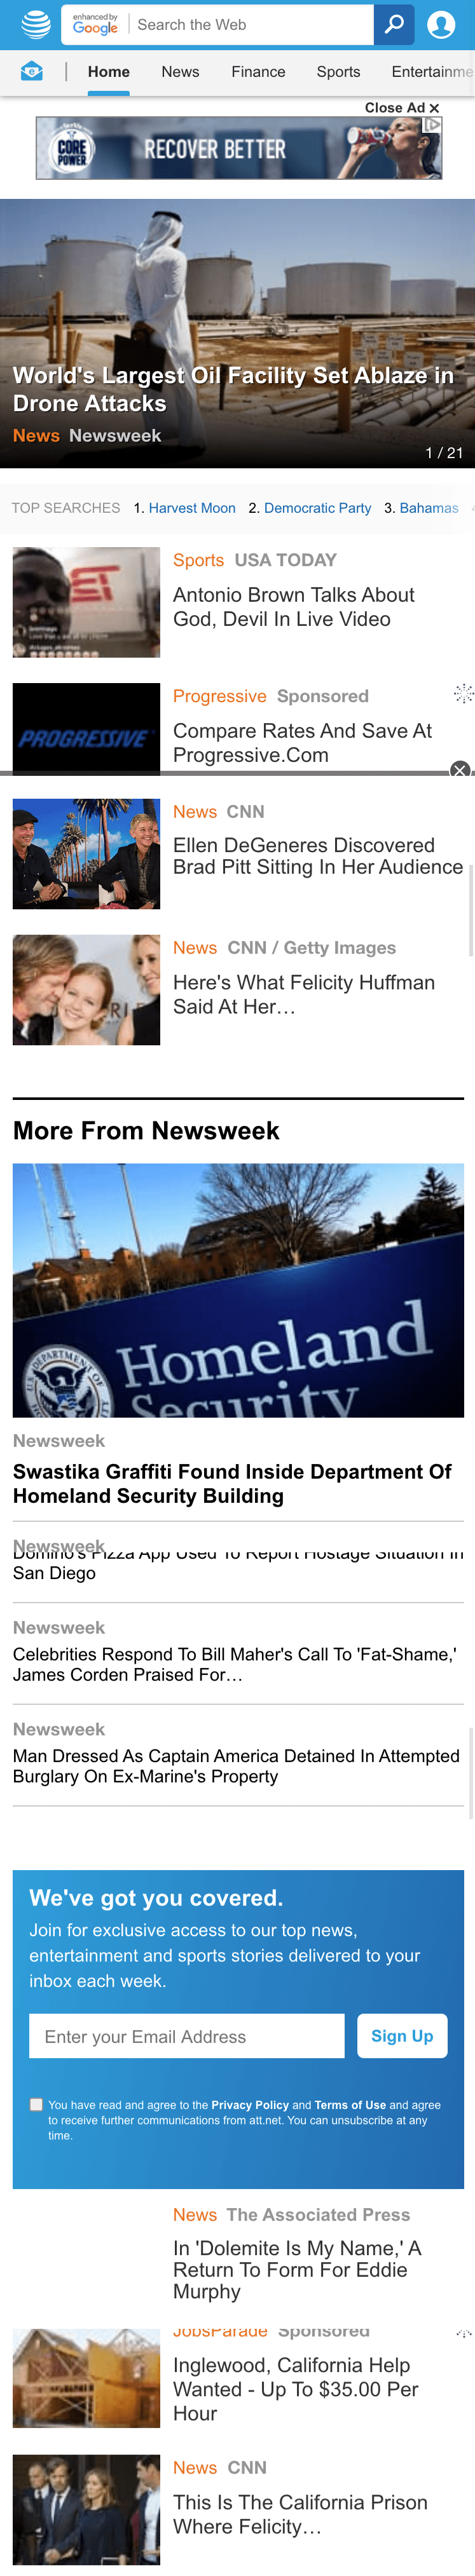 enhanced by
Google
Search the Web
Home News Finance Sports Entertainme
Close Ad ×
CORE
POWER
RECOVER BETTER
World's Largest Oil Facility Set Ablaze in
Drone Attacks
News Newsweek
1 / 21
TOP SEARCHES 1. Harvest Moon 2. Democratic Party 3. Bahamas
Sports USA TODAY
Antonio Brown Talks About
God, Devil In Live Video
Progressive Sponsored
PROGRESSIVE
Compare Rates And Save At
Progressive.Com
News CNN
Ellen DeGeneres Discovered
Brad Pitt Sitting In Her Audience
News CNN / Getty Images
Here's What Felicity Huffman
Said At Her…
More From Newsweek
Homeland
Security
Newsweek
Swastika Graffiti Found Inside Department Of
Homeland Security Building
Newsweek
Domino's Pizza App Used To Report Hostage Situation In
San Diego
Newsweek
Celebrities Respond To Bill Maher's Call To 'Fat-Shame,'
James Corden Praised For…
Newsweek
Man Dressed As Captain America Detained In Attempted
Burglary On Ex-Marine's Property
We've got you covered.
Join for exclusive access to our top news,
entertainment and sports stories delivered to your
inbox each week.
Enter your Email Address
Sign Up
You have read and agree to the Privacy Policy and Terms of Use and agree
to receive further communications from att.net. You can unsubscribe at any
time.
News The Associated Press
In 'Dolemite Is My Name,' A
Return To Form For Eddie
Murphy
JobsParade Sponsored
Inglewood, California Help
Wanted - Up To $35.00 Per
Hour
News CNN
This Is The California Prison
Where Felicity…